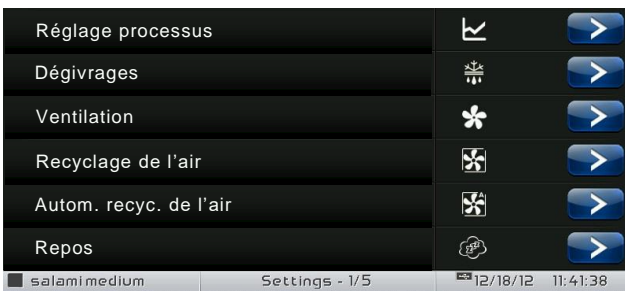 Réglage processus
Dégivrages
Ventilation
Recyclage de l'air
Autom. recyc. de l'air
Repos
salamimedium Settings - 1/5 12/18/12 11:41:38